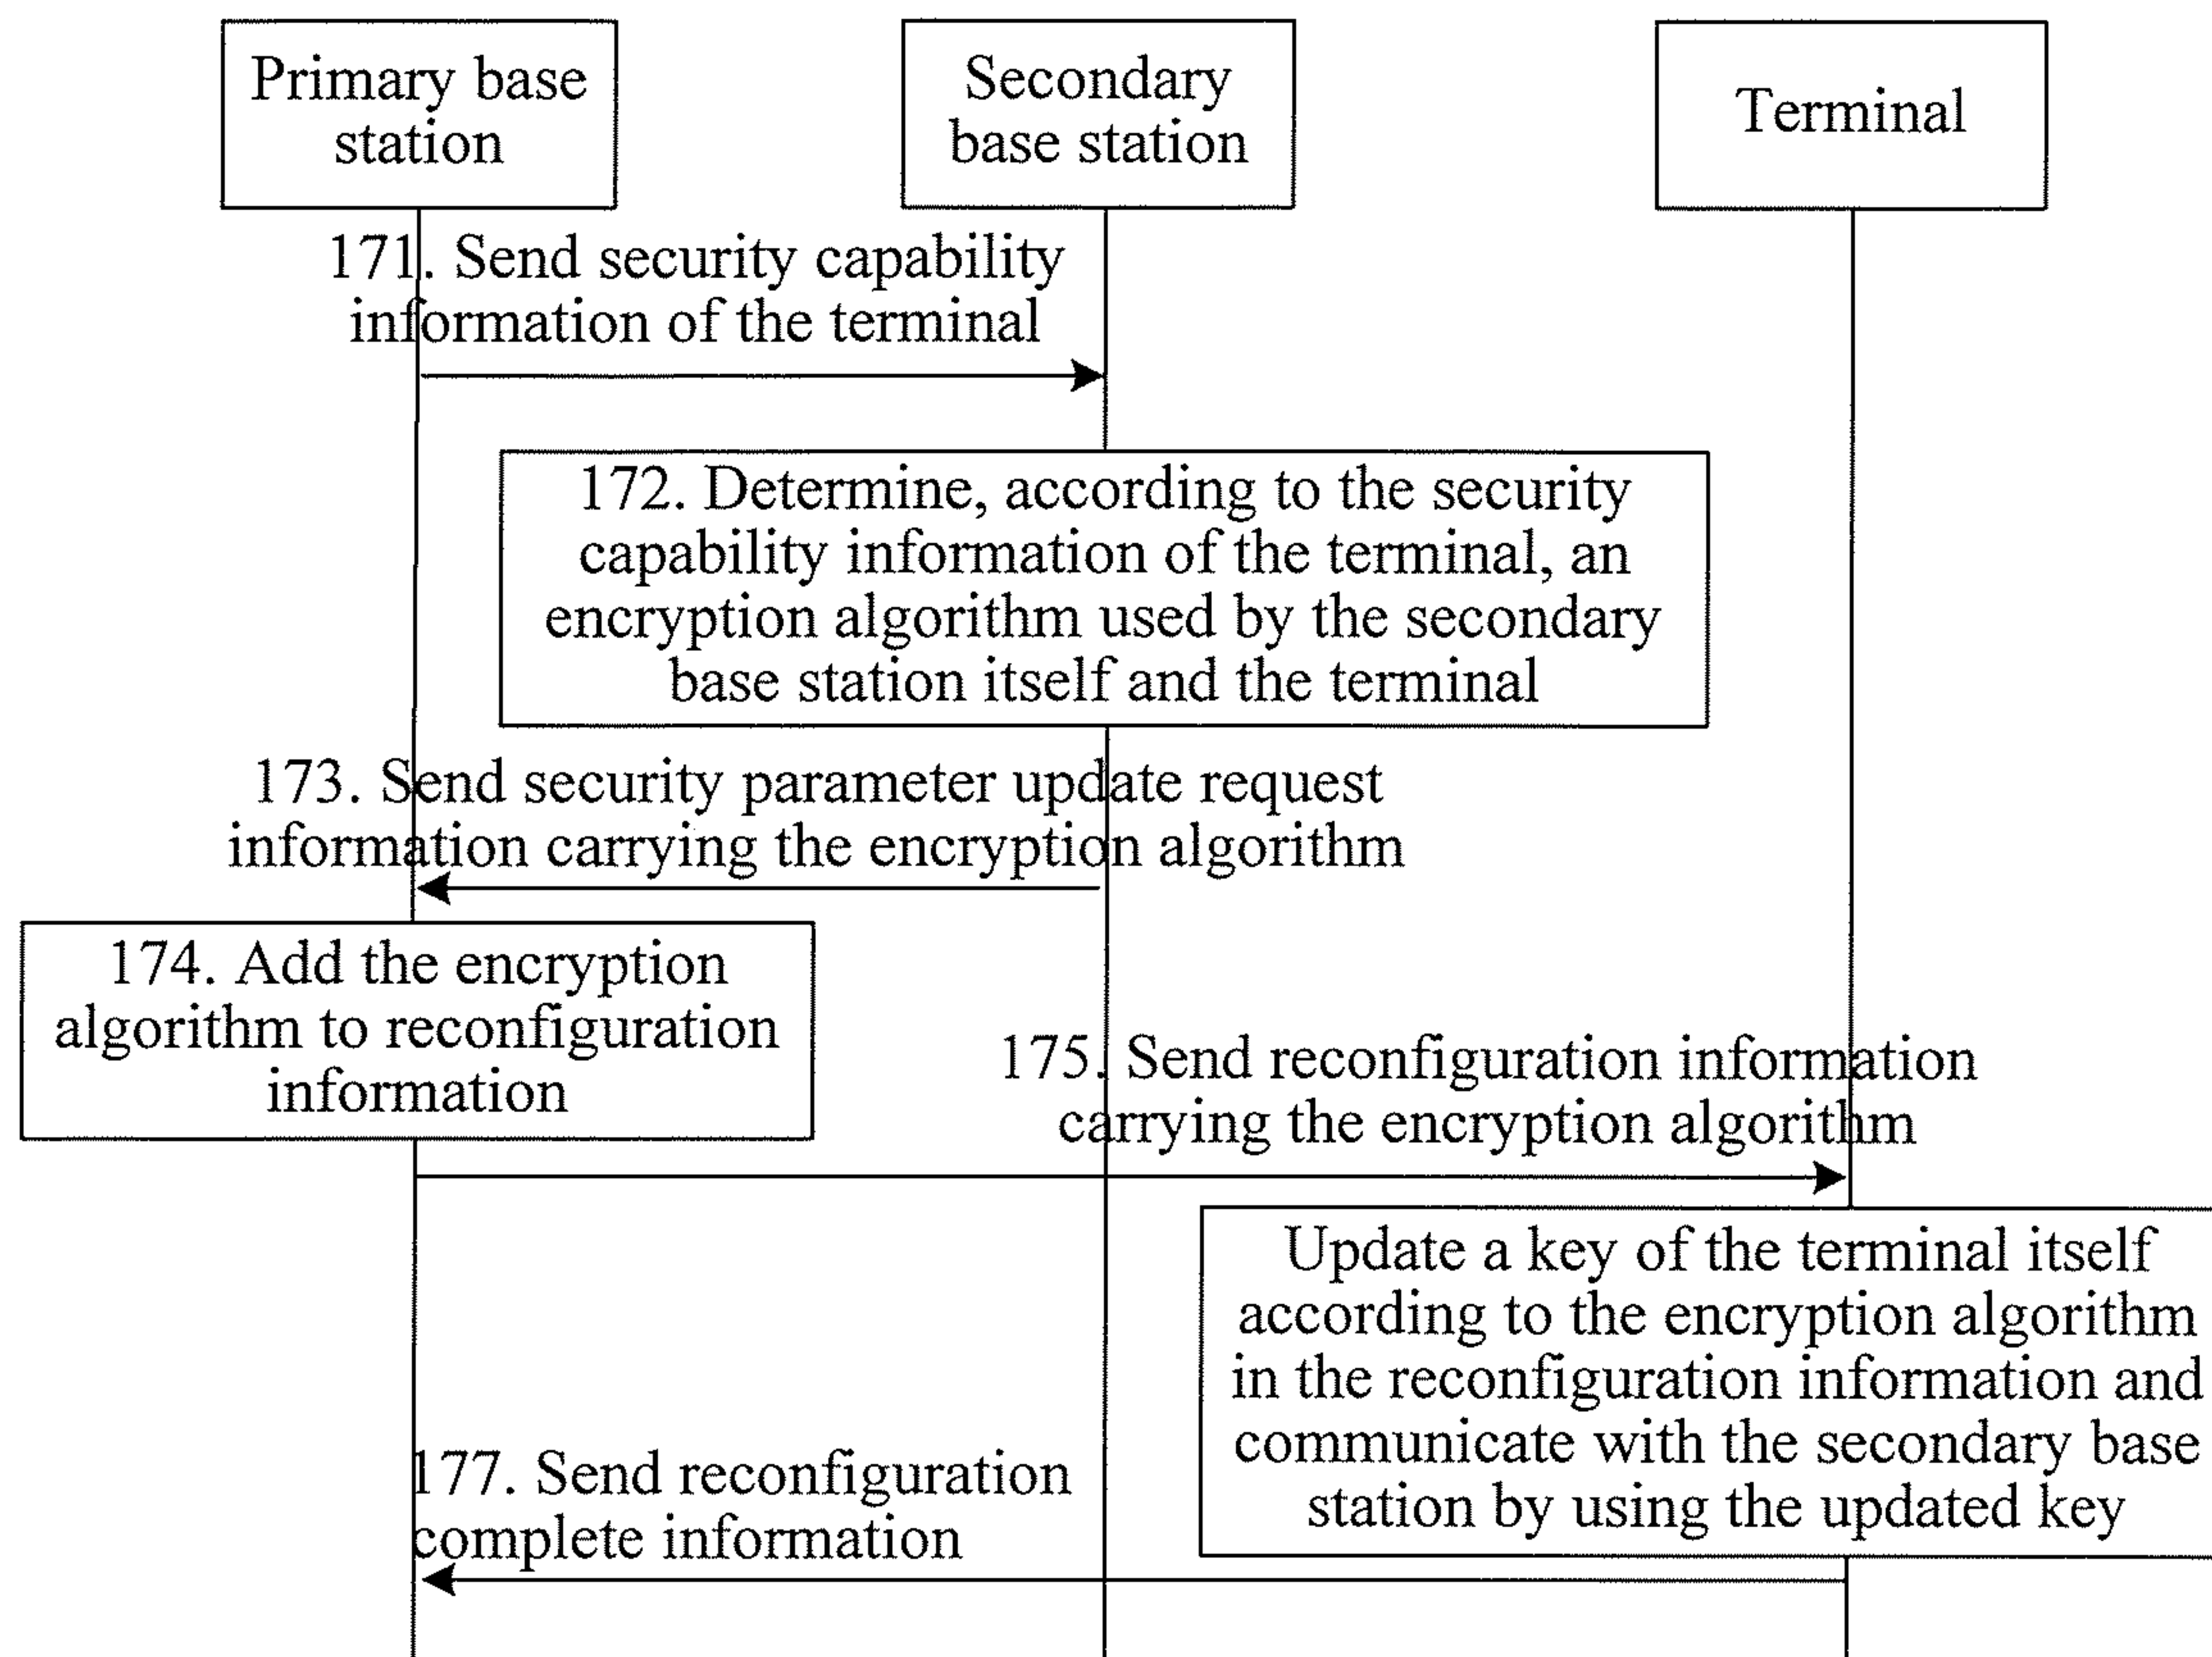 Primary base
station
Secondary
base station
Terminal
171. Send security capability
information of the terminal
172. Determine, according to the security
capability information of the terminal, an
encryption algorithm used by the secondary
base station itself and the terminal
173. Send security parameter update request
information carrying the encryption algorithm
174. Add the encryption
algorithm to reconfiguration
information
175. Send reconfiguration information
carrying the encryption algorithm
Update a key of the terminal itself
according to the encryption algorithm
in the reconfiguration information and
communicate with the secondary base
station by using the updated key
177. Send reconfiguration
complete information